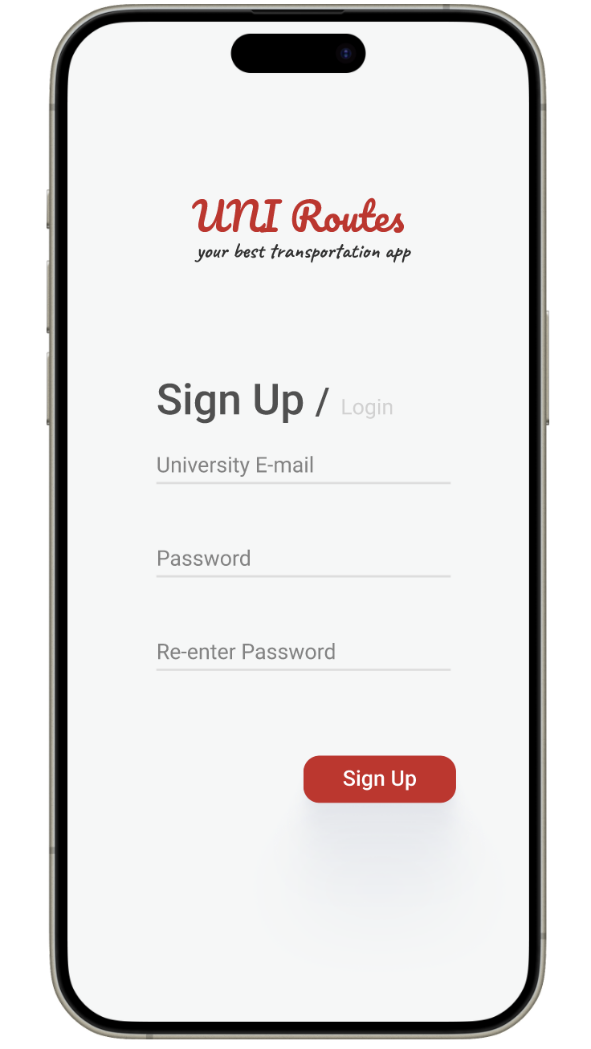 UNI Routes
your best transportation app
Sign Up / Login
University E-mail
Password
Re-enter Password
Sign Up